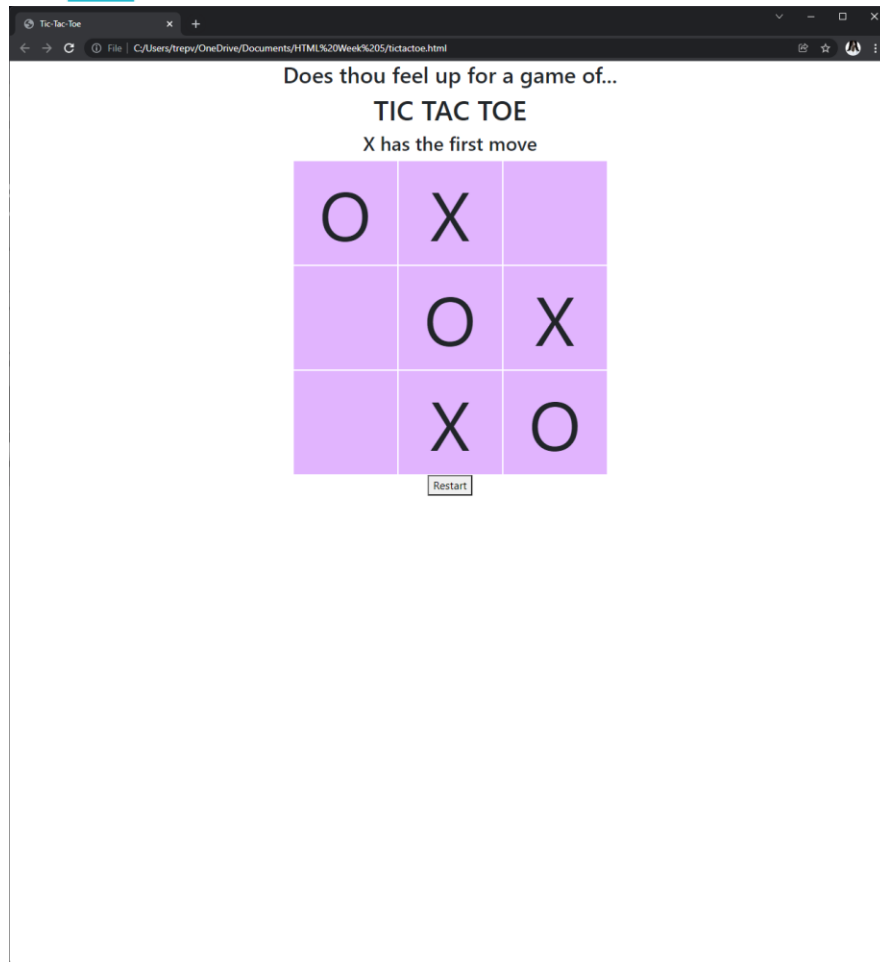 Tic-Tac-Toe
File | C:/Users/trepv/OneDrive/Documents/HTML%20Week%205/tictactoe.html
Does thou feel up for a game of...
TIC TAC TOE
X has the first move
O X
O X
X O
Restart